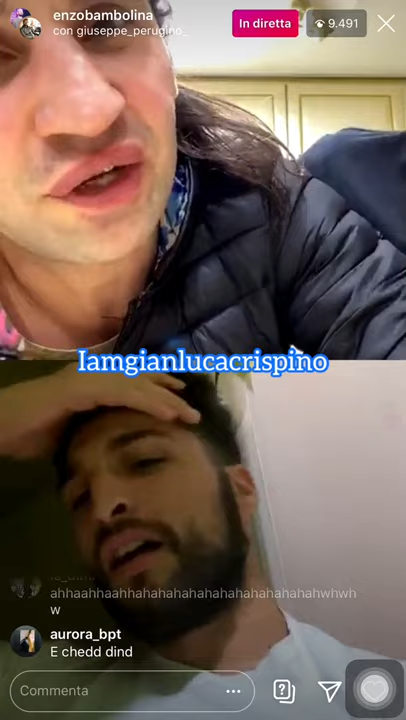 enzobambolina
con giuseppe_perugino_
In diretta
9.491
Iamgianlucacrispino
ahhaahhaahhahahahahahahahahahahahahwhwh
w
aurora_bpt
E chedd dind
Commenta